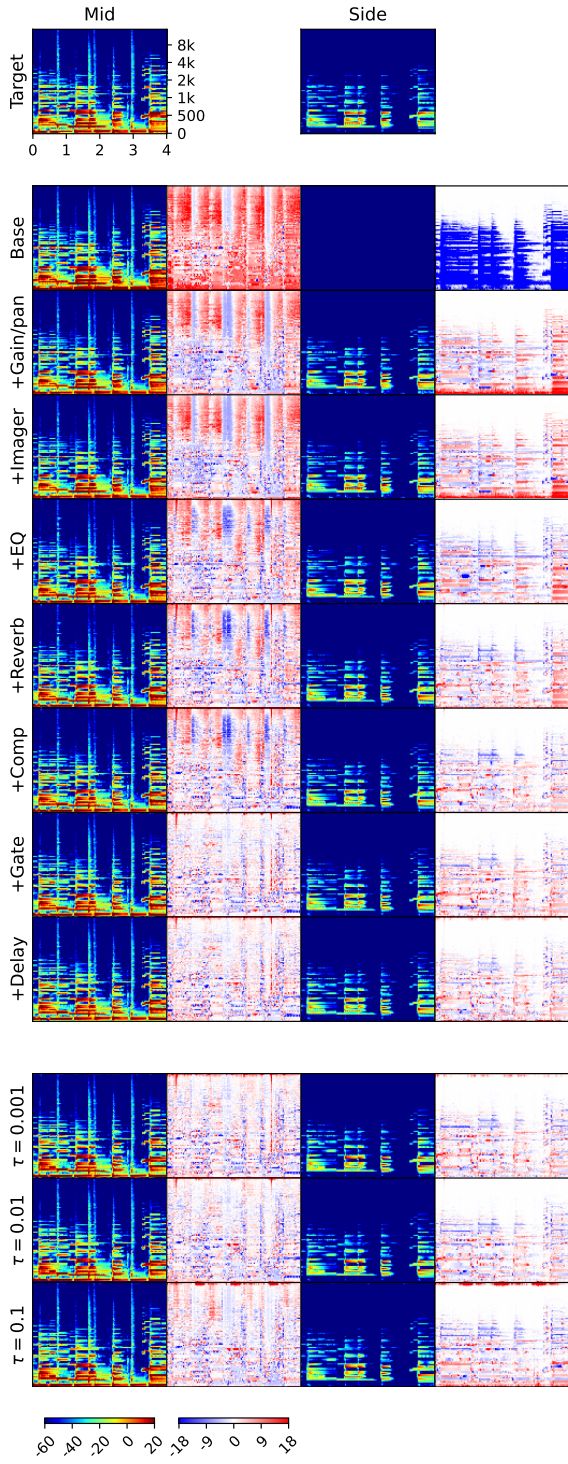 Mid Side
Target
8k
4k
2k
1k
500
0
0 1 2 3 4
Base
+Gain/pan
+Imager
+EQ
+Reverb
+Comp
+Gate
+Delay
τ = 0.001
τ = 0.01
τ = 0.1
-60 -40 -20 0 20 -18 -9 0 9 18